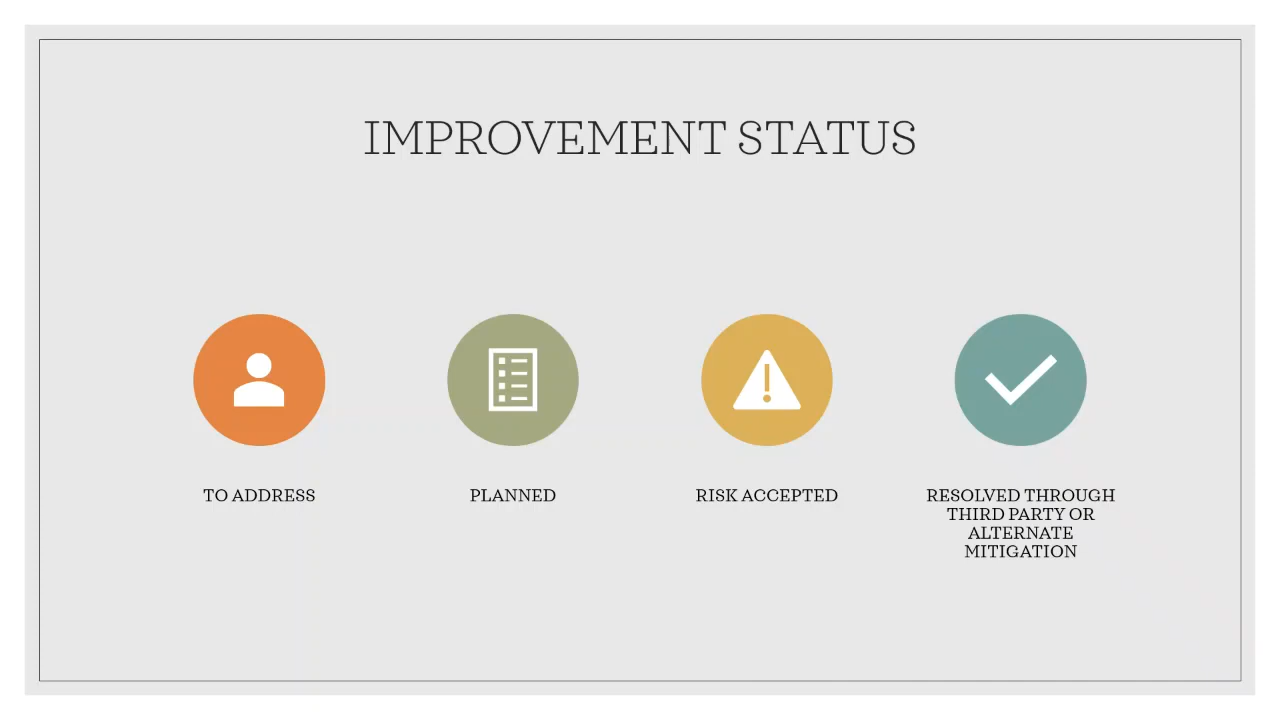 IMPROVEMENT STATUS
TO ADDRESS
PLANNED
RISK ACCEPTED
RESOLVED THROUGH
THIRD PARTY OR
ALTERNATE
MITIGATION